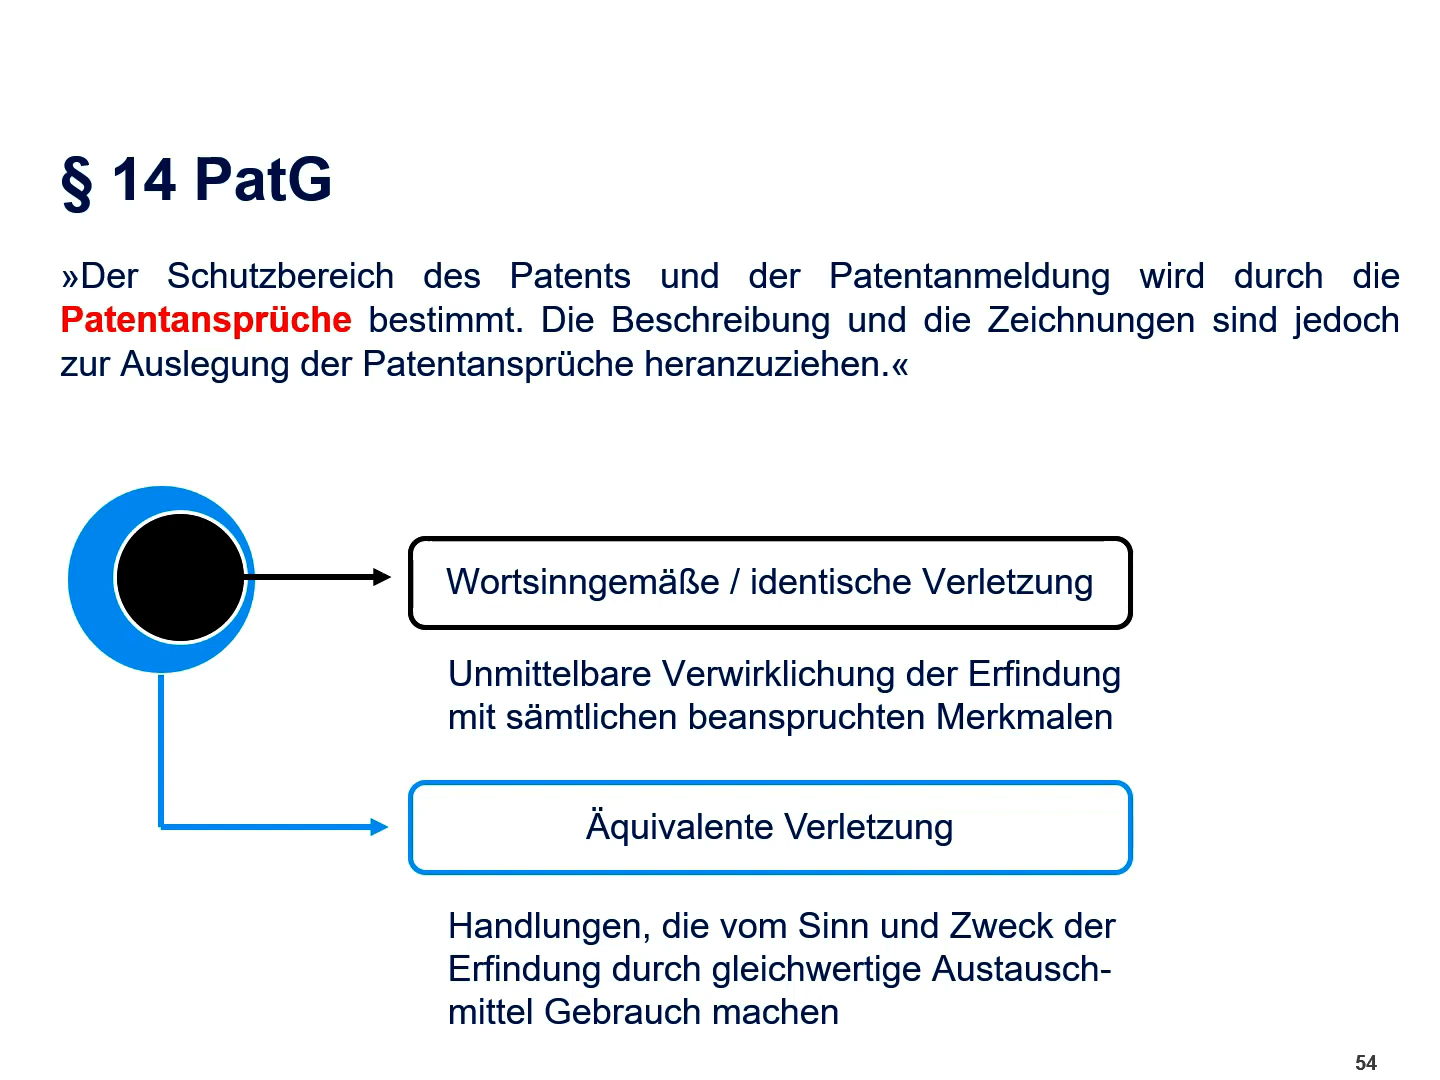 § 14 PatG
»Der Schutzbereich des Patents und der Patentanmeldung wird durch die
Patentansprüche bestimmt. Die Beschreibung und die Zeichnungen sind jedoch
zur Auslegung der Patentansprüche heranzuziehen.«
Wortsinngemäße / identische Verletzung
Unmittelbare Verwirklichung der Erfindung
mit sämtlichen beanspruchten Merkmalen
Äquivalente Verletzung
Handlungen, die vom Sinn und Zweck der
Erfindung durch gleichwertige Austausch-
mittel Gebrauch machen
54